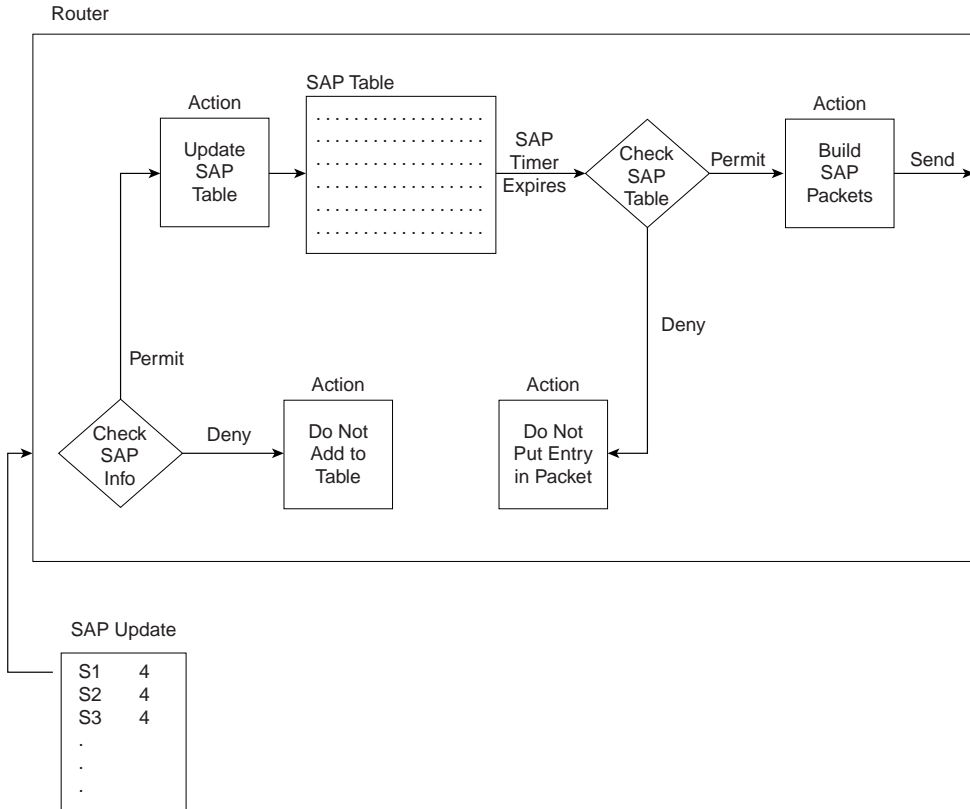 Router
SAP Table
Action
Update
SAP
Table
. . . . . . . . . . . . . . . . . .
. . . . . . . . . . . . . . . . . .
. . . . . . . . . . . . . . . . . .
. . . . . . . . . . . . . . . . . .
. . . . . . . . . . . . . . . . . .
. . . . . . . . . . . . . . . . . .
SAP
Timer
Expires
Check
SAP
Table
Permit
Action
Build
SAP
Packets
Send
Deny
Permit
Check
SAP
Info
Deny
Action
Do Not
Add to
Table
Action
Do Not
Put Entry
in Packet
SAP Update
S1 4
S2 4
S3 4
.
.
.